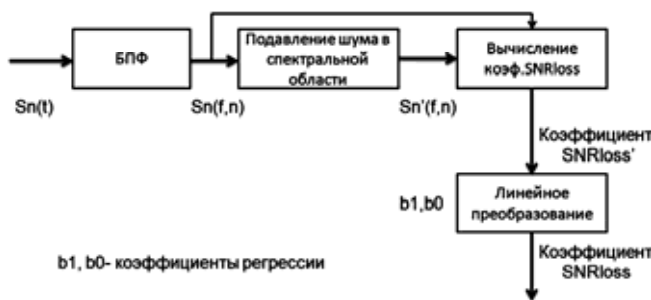 БПФ
Подавление шума в
спектральной
области
Вычисление
коэф.SNRloss
Sn(t)
Sn(f,n)
Sn'(f,n)
Коэффициент
SNRloss'
b1,b0
Линейное
преобразование
b1, b0- коэффициенты регрессии
Коэффициент
SNRloss